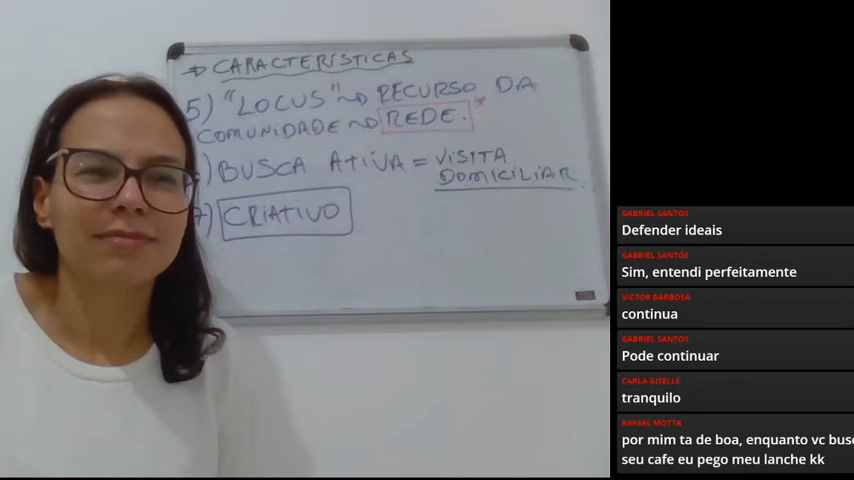 → CARACTERÍSTICAS
5) "LOCUS" → RECURSO DA
COMUNIDADE → REDE. *
) BUSCA ATIVA = VISITA
DOMICILIAR.
7) CRIATIVO
GABRIEL SANTOS
Defender ideais
GABRIEL SANTOS
Sim, entendi perfeitamente
VICTOR BARBOSA
continua
GABRIEL SANTOS
Pode continuar
CARLA GISELLE
tranquilo
RAFAEL MOTTA
por mim ta de boa, enquanto vc busc
seu cafe eu pego meu lanche kk